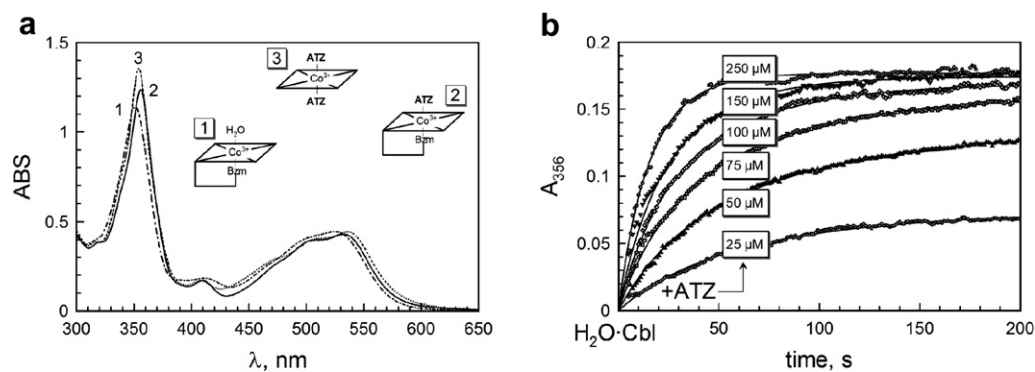 a
ABS
1.5
1
0.5
0
300 350 400 450 500 550 600 650
λ, nm
3
1
2
1
H₂O
Co³⁺
Bzm
3
ATZ
Co³⁺
ATZ
2
ATZ
Co³⁺
Bzm
b
A₃₅₆
0.2
0.15
0.1
0.05
0
250 µM
150 µM
100 µM
75 µM
50 µM
25 µM
+ATZ
H₂O·Cbl
50 100 150 200
time, s